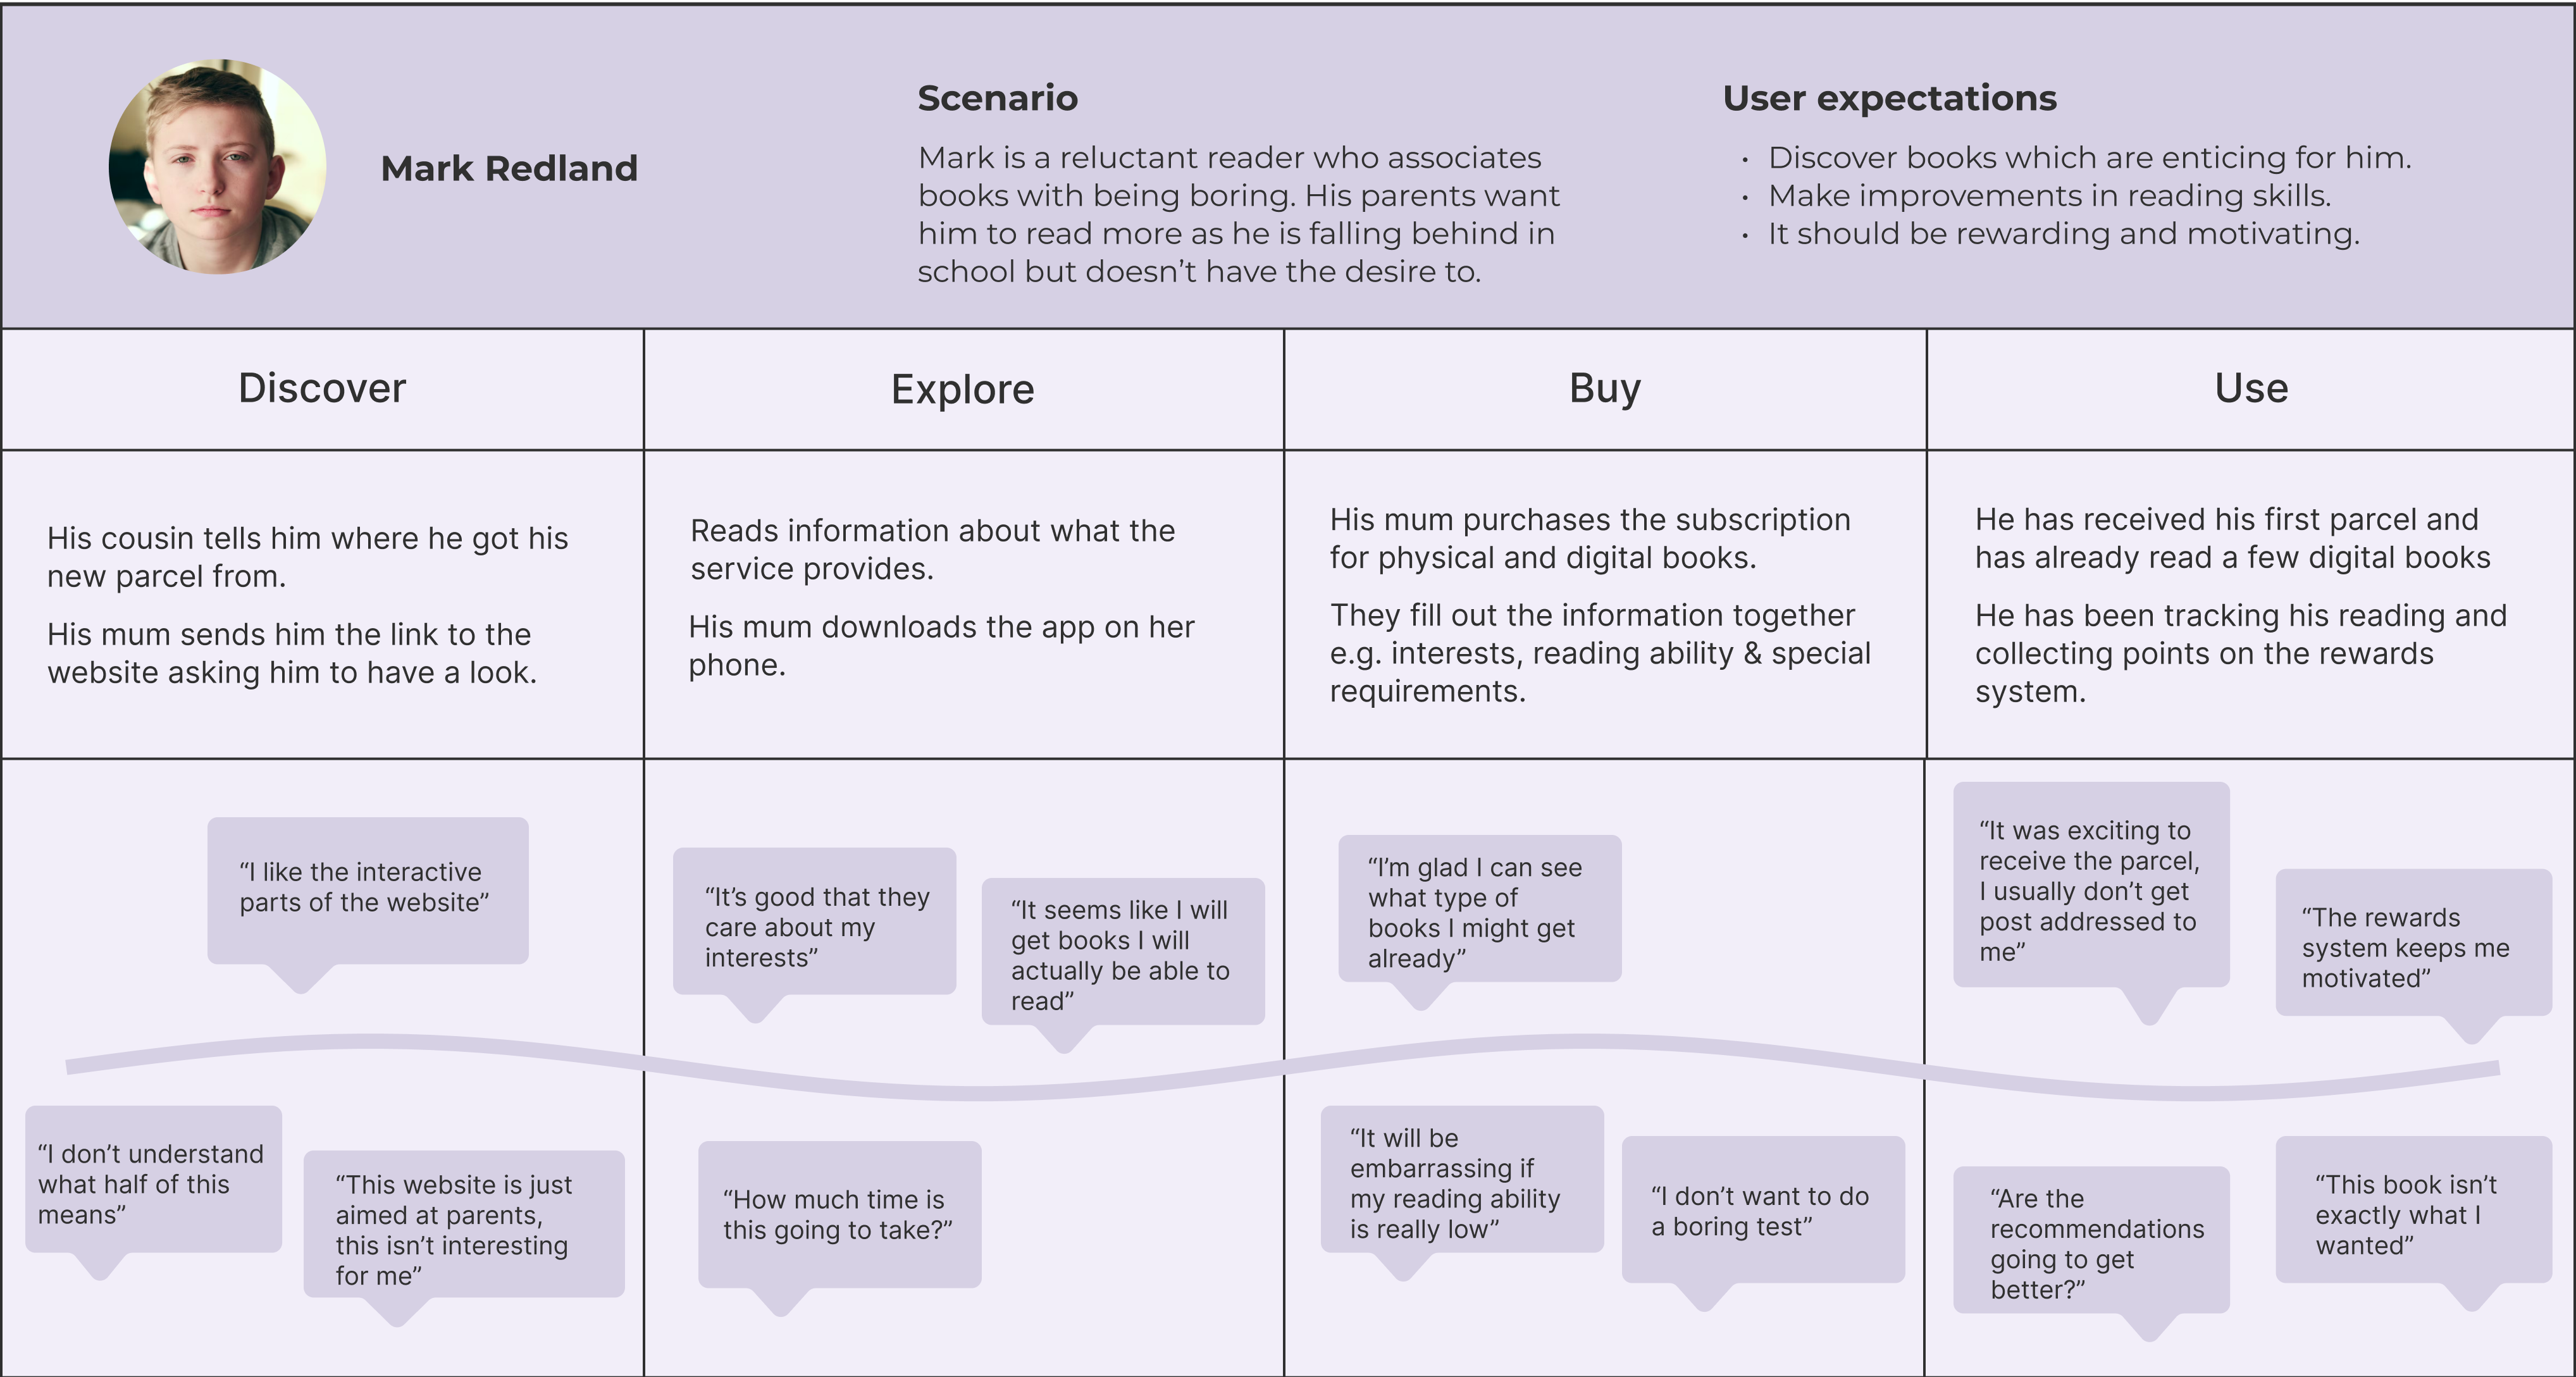 Mark Redland
Scenario
Mark is a reluctant reader who associates
books with being boring. His parents want
him to read more as he is falling behind in
school but doesn’t have the desire to.
User expectations
• Discover books which are enticing for him.
• Make improvements in reading skills.
• It should be rewarding and motivating.
Discover
Explore
Buy
Use
His cousin tells him where he got his
new parcel from.
His mum sends him the link to the
website asking him to have a look.
Reads information about what the
service provides.
His mum downloads the app on her
phone.
His mum purchases the subscription
for physical and digital books.
They fill out the information together
e.g. interests, reading ability & special
requirements.
He has received his first parcel and
has already read a few digital books
He has been tracking his reading and
collecting points on the rewards
system.
“I like the interactive
parts of the website”
“I don’t understand
what half of this
means”
“This website is just
aimed at parents,
this isn’t interesting
for me”
“It’s good that they
care about my
interests”
“It seems like I will
get books I will
actually be able to
read”
“How much time is
this going to take?”
“I’m glad I can see
what type of
books I might get
already”
“It will be
embarrassing if
my reading ability
is really low”
“I don’t want to do
a boring test”
“It was exciting to
receive the parcel,
I usually don’t get
post addressed to
me”
“The rewards
system keeps me
motivated”
“Are the
recommendations
going to get
better?”
“This book isn’t
exactly what I
wanted”